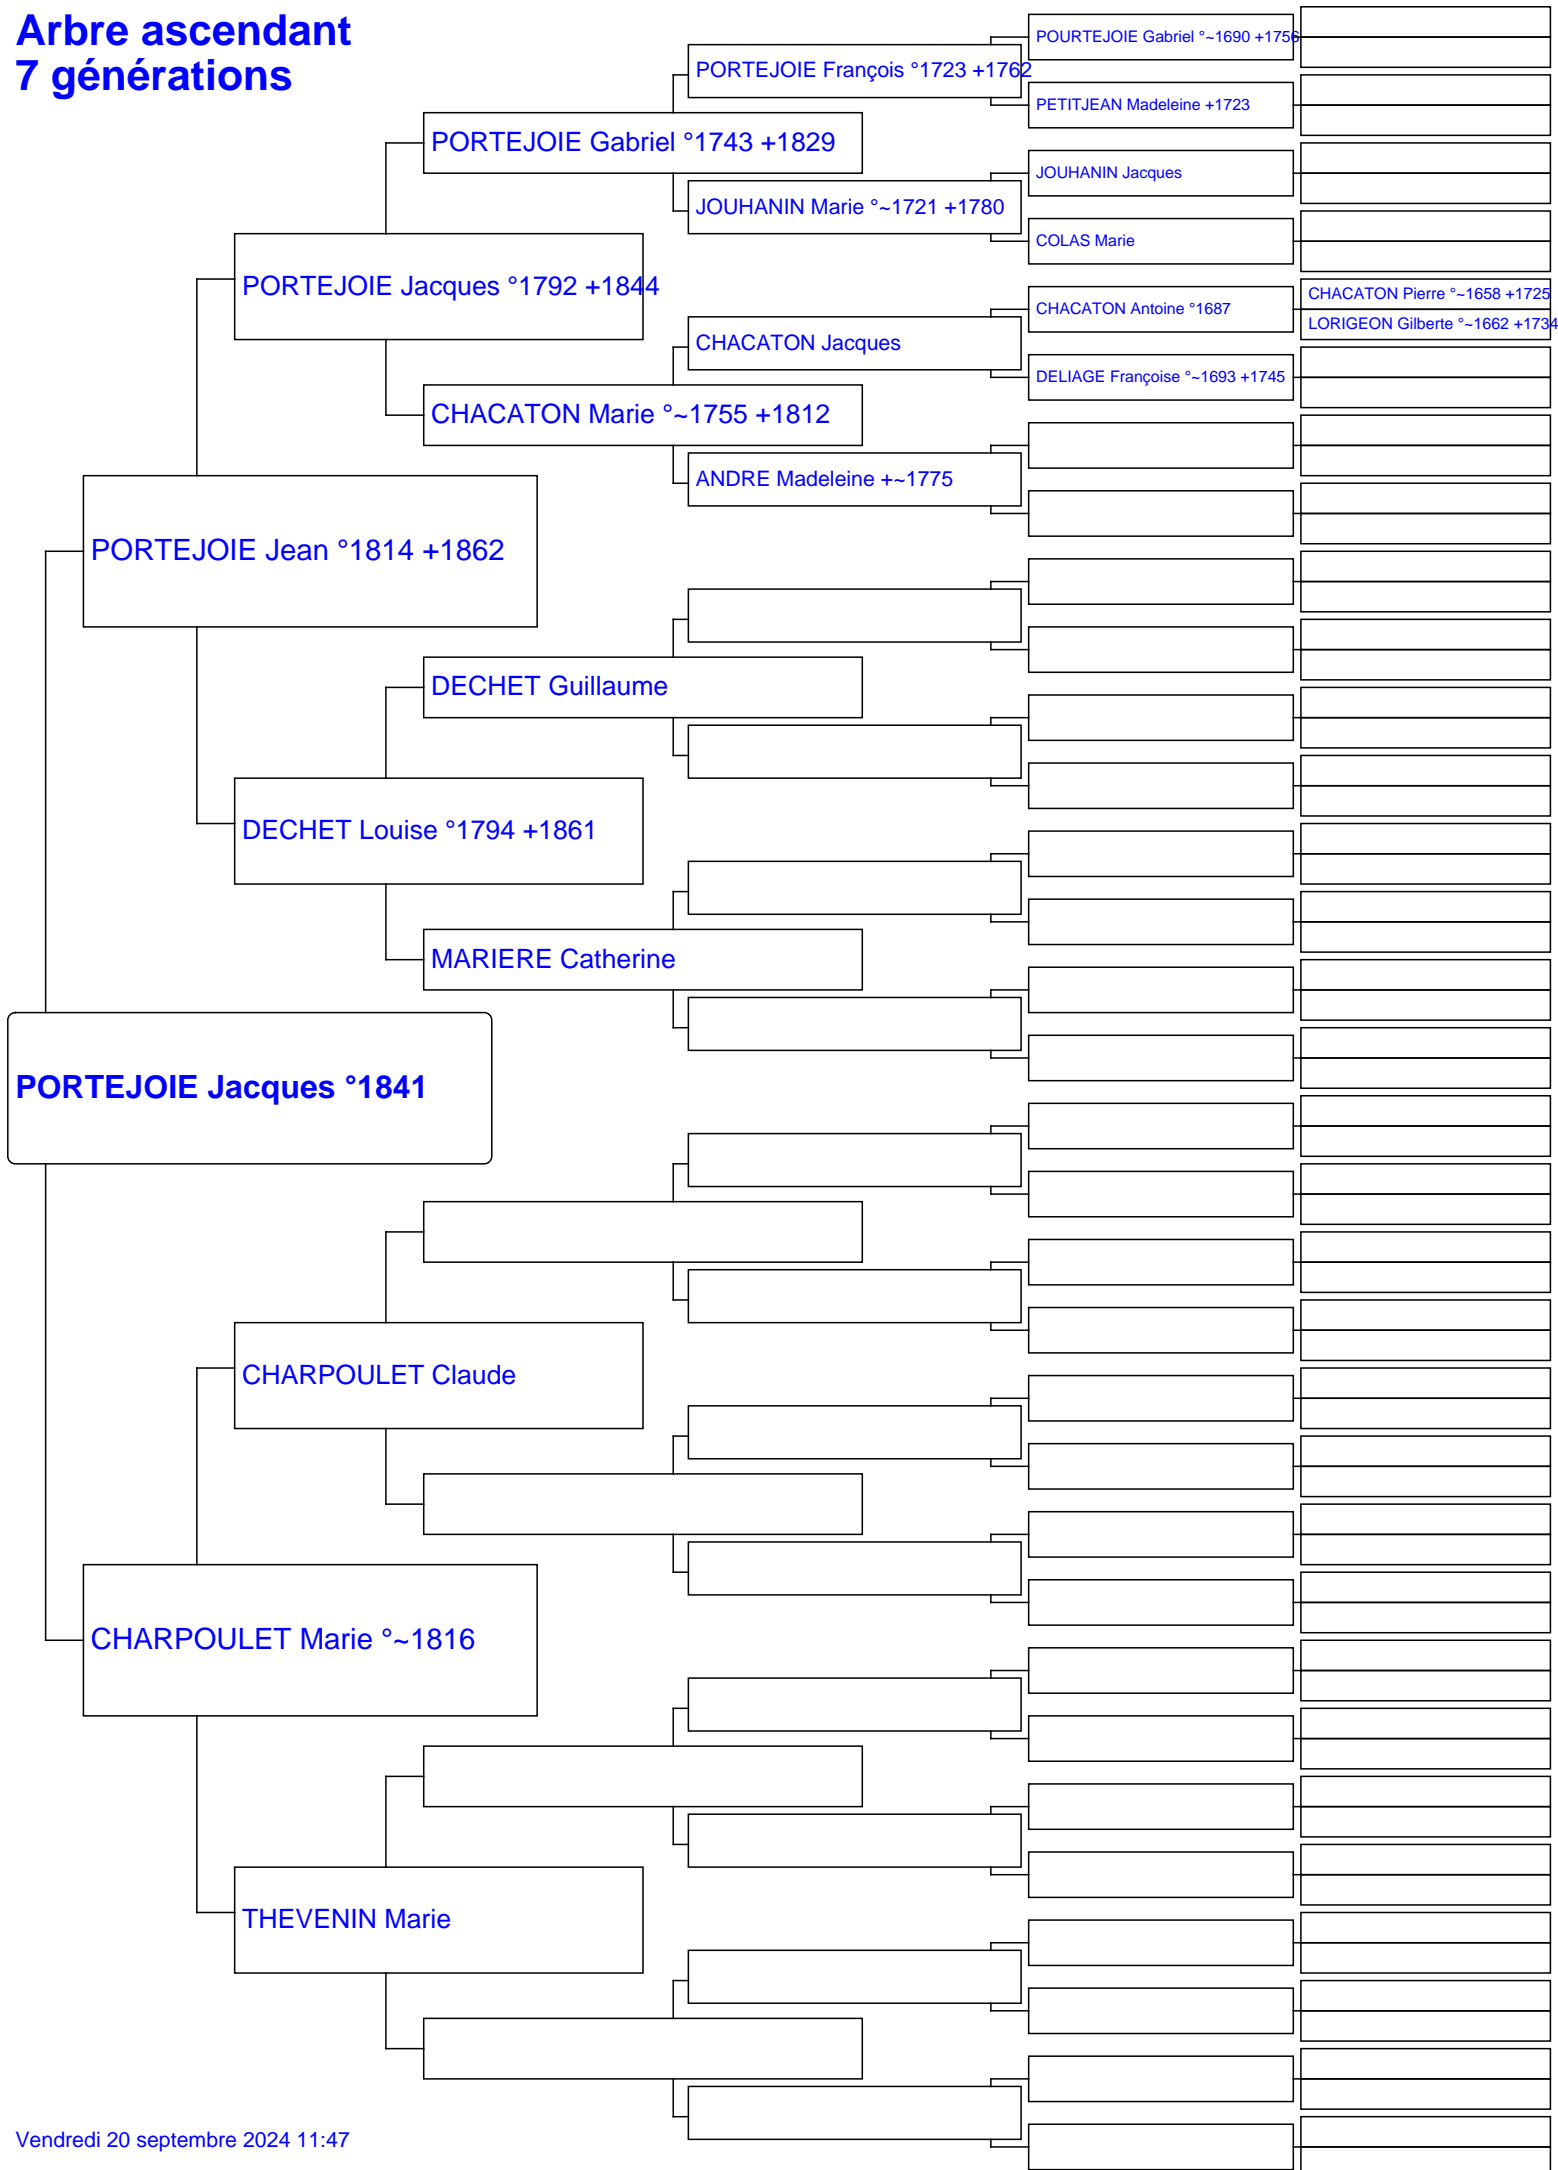 Arbre ascendant
7 générations
POURTEJOIE Gabriel °~1690 +1756
PORTEJOIE François °1723 +1762
PETITJEAN Madeleine +1723
PORTEJOIE Gabriel °1743 +1829
JOUHANIN Jacques
JOUHANIN Marie °~1721 +1780
COLAS Marie
PORTEJOIE Jacques °1792 +1844
CHACATON Pierre °~1658 +1725
CHACATON Antoine °1687
LORIGEON Gilberte °~1662 +1734
CHACATON Jacques
DELIAGE Françoise °~1693 +1745
CHACATON Marie °~1755 +1812
ANDRE Madeleine +~1775
PORTEJOIE Jean °1814 +1862
DECHET Guillaume
DECHET Louise °1794 +1861
MARIERE Catherine
PORTEJOIE Jacques °1841
CHARPOULET Claude
CHARPOULET Marie °~1816
THEVENIN Marie
Vendredi 20 septembre 2024 11:47